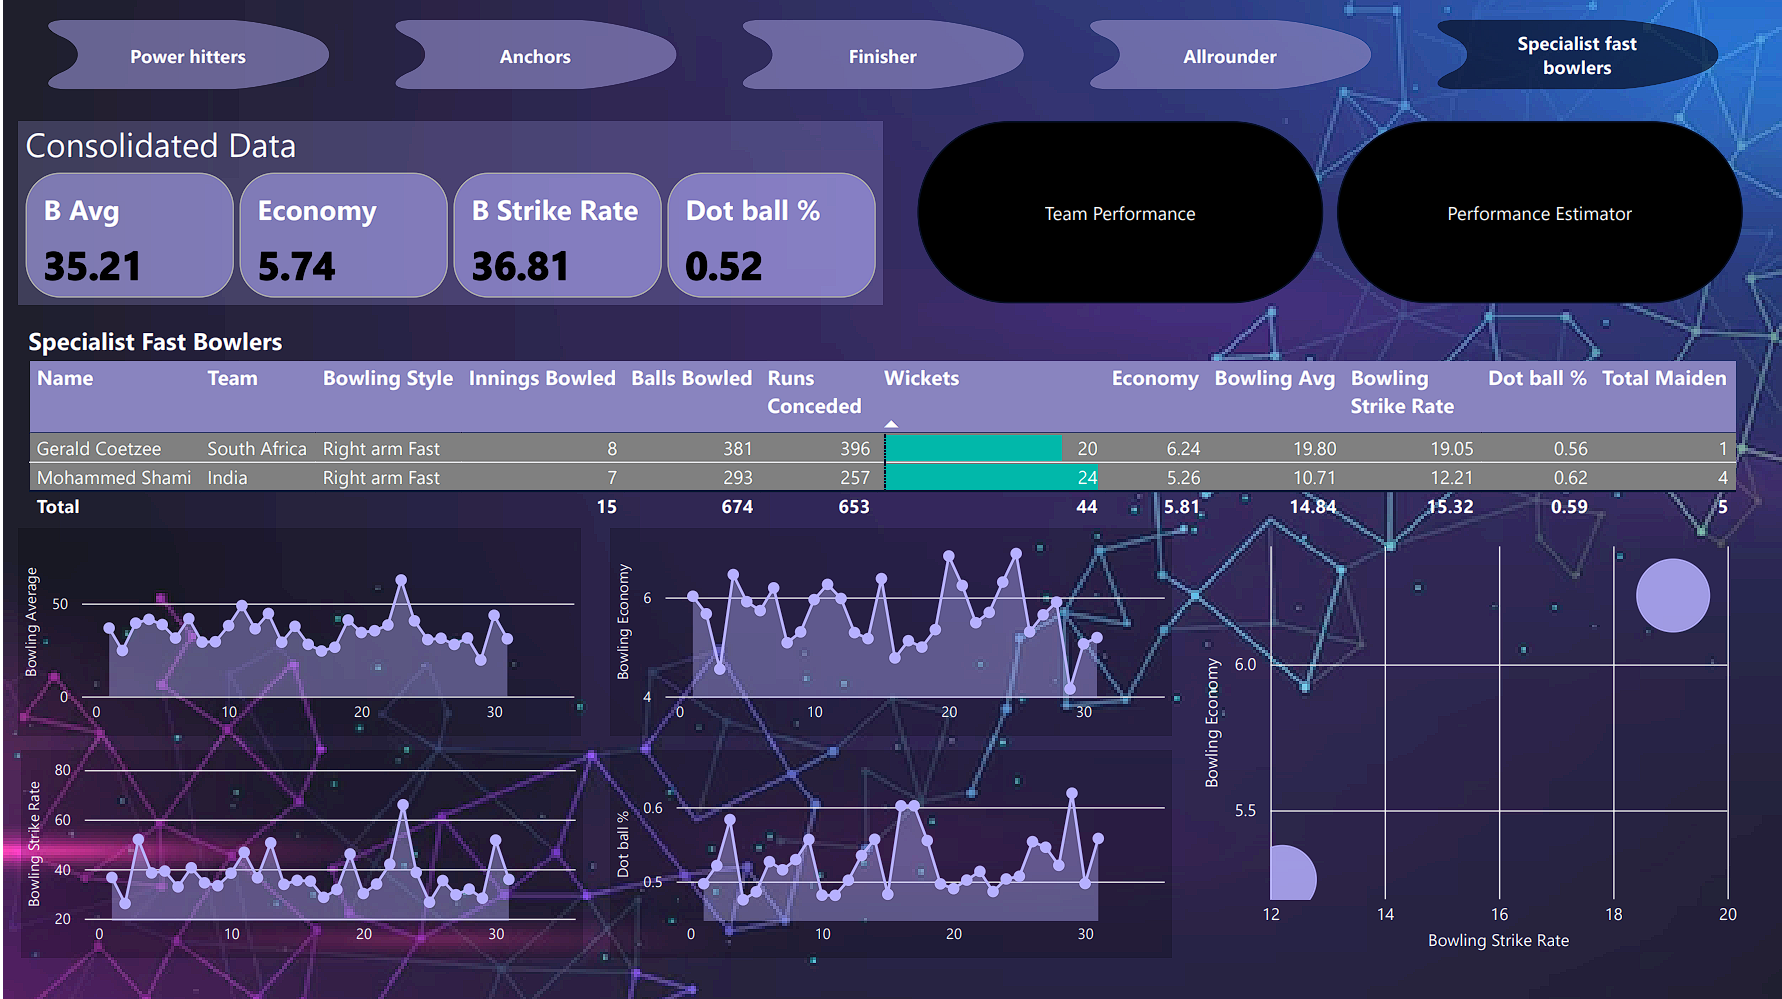 Power hitters
Anchors
Finisher
Allrounder
Specialist fast
bowlers
Consolidated Data
B Avg
35.21
Economy
5.74
B Strike Rate
36.81
Dot ball %
0.52
Team Performance
Performance Estimator
Specialist Fast Bowlers
Name Team Bowling Style Innings Bowled Balls Bowled Runs Conceded Wickets Economy Bowling Avg Bowling Strike Rate Dot ball % Total Maiden
Gerald Coetzee South Africa Right arm Fast 8 381 396 20 6.24 19.80 19.05 0.56 1
Mohammed Shami India Right arm Fast 7 293 257 24 5.26 10.71 12.21 0.62 4
Total 15 674 653 44 5.81 14.84 15.32 0.59 5
Bowling Average
50
0
0 10 20 30
Bowling Economy
6
4
0 10 20 30
Bowling Strike Rate
80
60
40
20
0 10 20 30
Dot ball %
0.6
0.5
0 10 20 30
Bowling Economy
6.0
5.5
12 14 16 18 20
Bowling Strike Rate